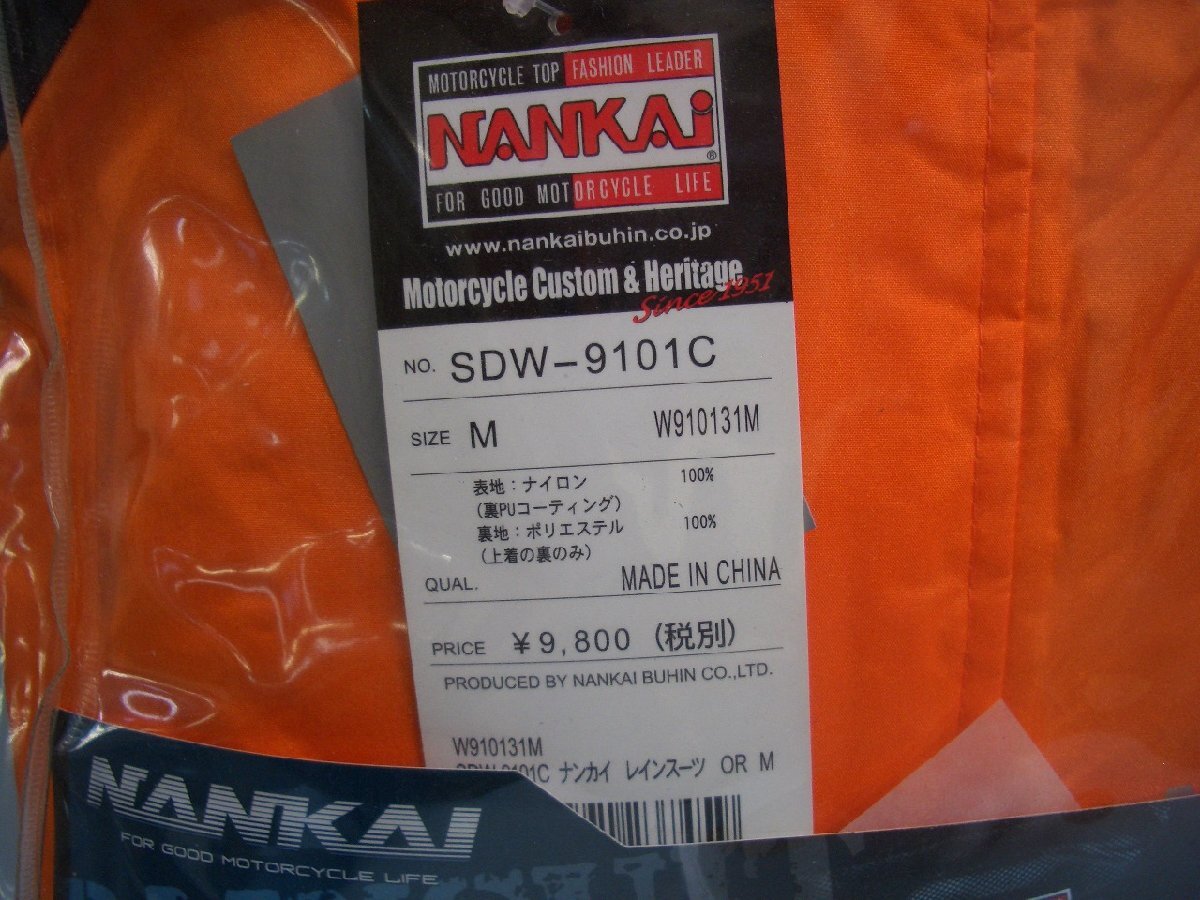 MOTORCYCLE TOP FASHION LEADER
NANKAi®
FOR GOOD MOTORCYCLE LIFE
www.nankaibuhin.co.jp
Motorcycle Custom & Heritage
Since 1951
NO. SDW-9101C
SIZE M W910131M
表地：ナイロン 100%
(裏PUコーティング)
裏地：ポリエステル 100%
(上着の裏のみ)
QUAL. MADE IN CHINA
PRICE ¥9,800 (税別)
PRODUCED BY NANKAI BUHIN CO.,LTD.
W910131M
SDW-9101C ナンカイ レインスーツ OR M
NANKAI
FOR GOOD MOTORCYCLE LIFE